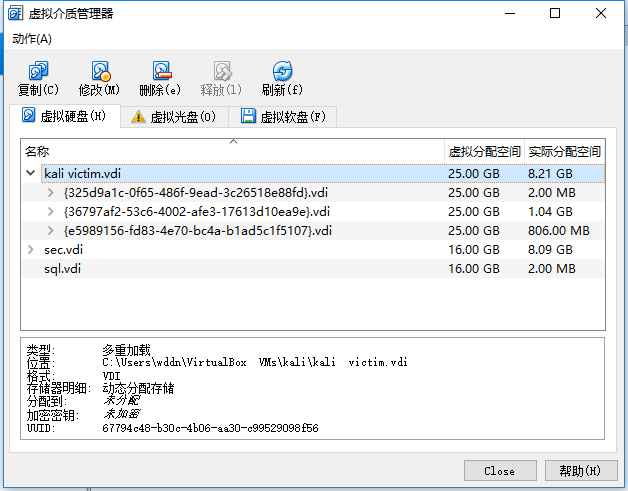 虚拟介质管理器
动作(A)
复制(C) 修改(M) 删除(e) 释放(l) 刷新(f)
虚拟硬盘(H) 虚拟光盘(O) 虚拟软盘(F)
名称 虚拟分配空间 实际分配空间
kali victim.vdi 25.00 GB 8.21 GB
{325d9a1c-0f65-486f-9ead-3c26518e88fd}.vdi 25.00 GB 2.00 MB
{36797af2-53c6-4002-afe3-17613d10ea9e}.vdi 25.00 GB 1.04 GB
{e5989156-fd83-4e70-bc4a-b1ad5c1f5107}.vdi 25.00 GB 806.00 MB
sec.vdi 16.00 GB 8.09 GB
sql.vdi 16.00 GB 2.00 MB
类型: 多重加载
位置: C:\Users\wddn\VirtualBox VMs\kali\kali victim.vdi
格式: VDI
存储器明细: 动态分配存储
分配到: 未分配
加密密钥: 未加密
UUID: 67794c48-b30c-4b06-aa30-c99529098f56
Close 帮助(H)